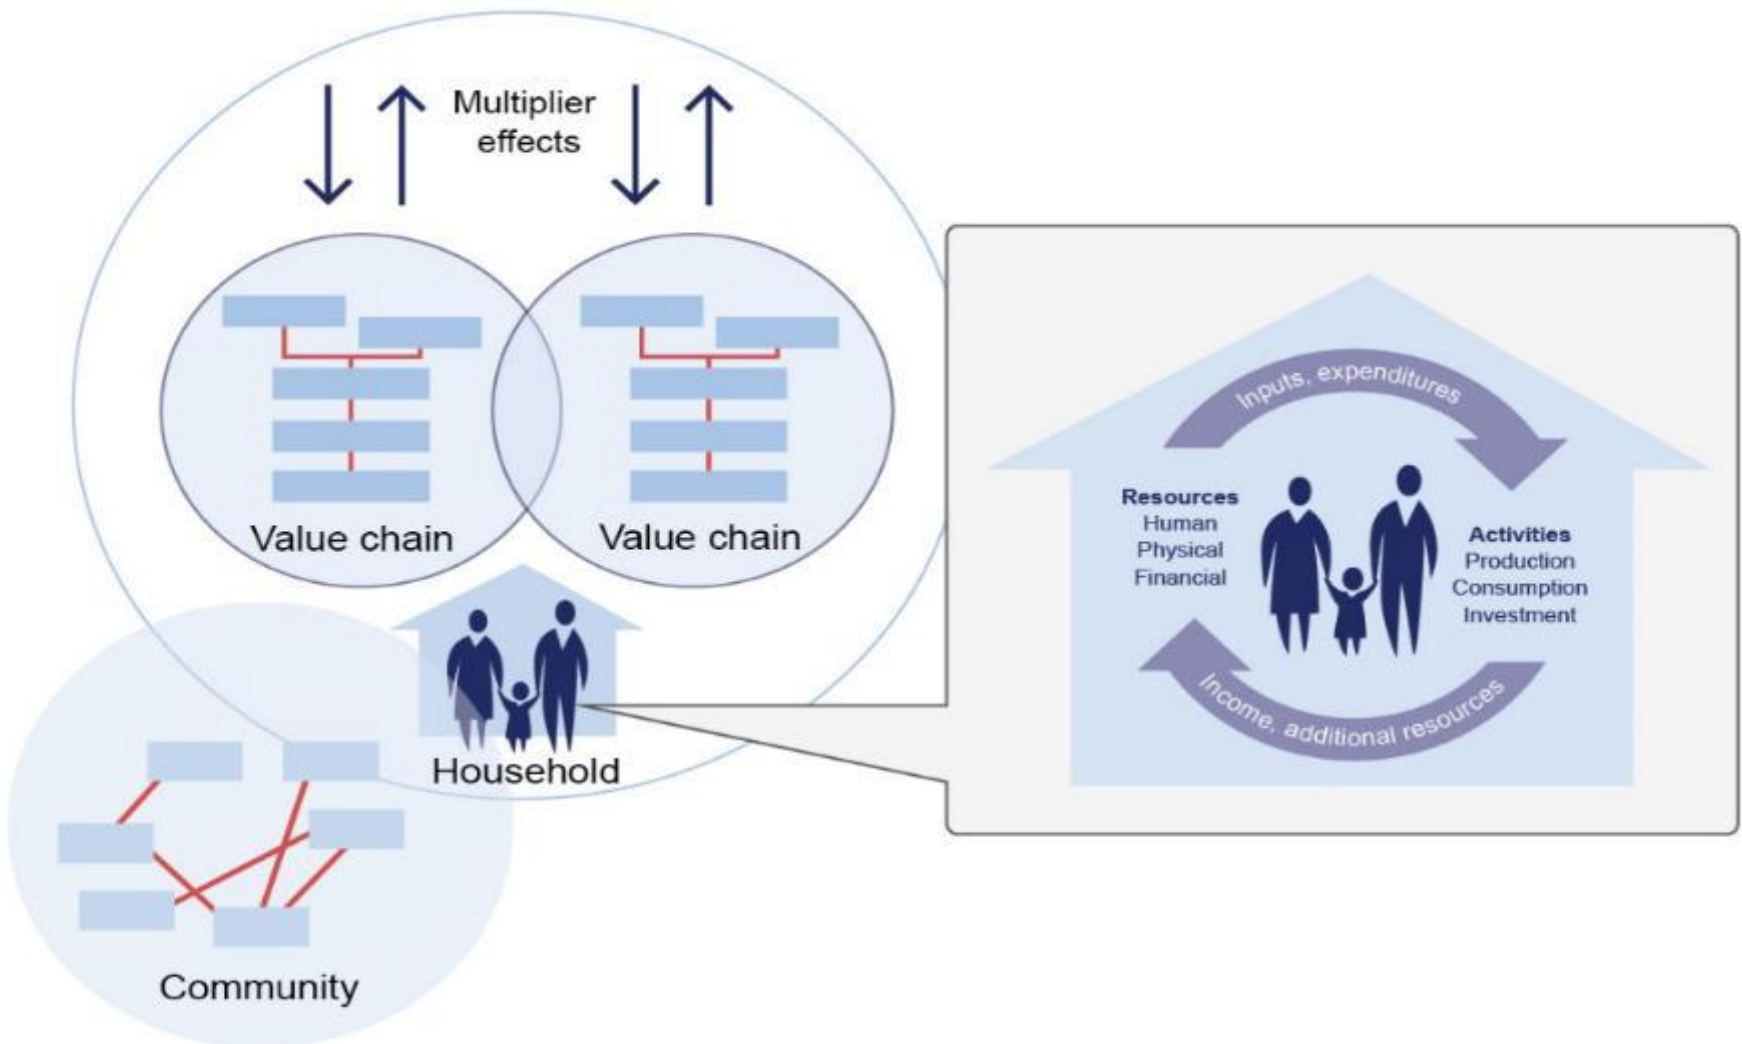 Multiplier
effects
Value chain
Value chain
Household
Community
Inputs, expenditures
Resources
Human
Physical
Financial
Activities
Production
Consumption
Investment
Income, additional resources